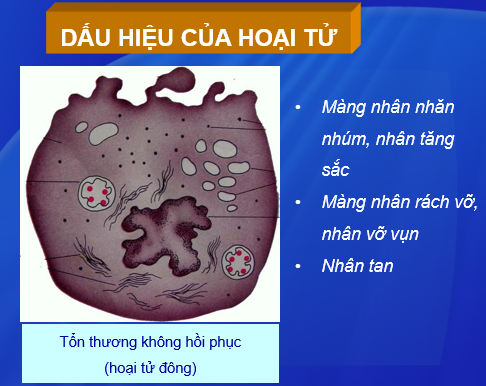 DẤU HIỆU CỦA HOẠI TỬ
• Màng nhân nhăn
nhúm, nhân tăng
sắc
• Màng nhân rách vỡ,
nhân vỡ vụn
• Nhân tan
Tổn thương không hồi phục
(hoại tử đông)